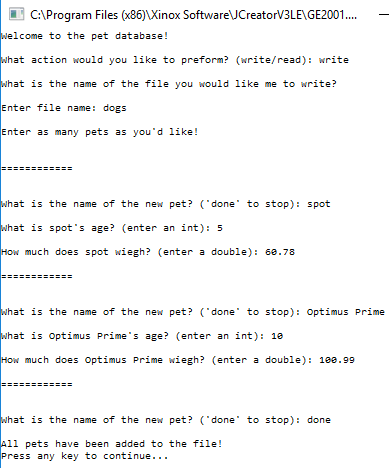 C:\Program Files (x86)\Xinox Software\JCreatorV3LE\GE2001....
Welcome to the pet database!
What action would you like to preform? (write/read): write
What is the name of the file you would like me to write?
Enter file name: dogs
Enter as many pets as you'd like!
============
What is the name of the new pet? ('done' to stop): spot
What is spot's age? (enter an int): 5
How much does spot wiegh? (enter a double): 60.78
============
What is the name of the new pet? ('done' to stop): Optimus Prime
What is Optimus Prime's age? (enter an int): 10
How much does Optimus Prime wiegh? (enter a double): 100.99
============
What is the name of the new pet? ('done' to stop): done
All pets have been added to the file!
Press any key to continue...